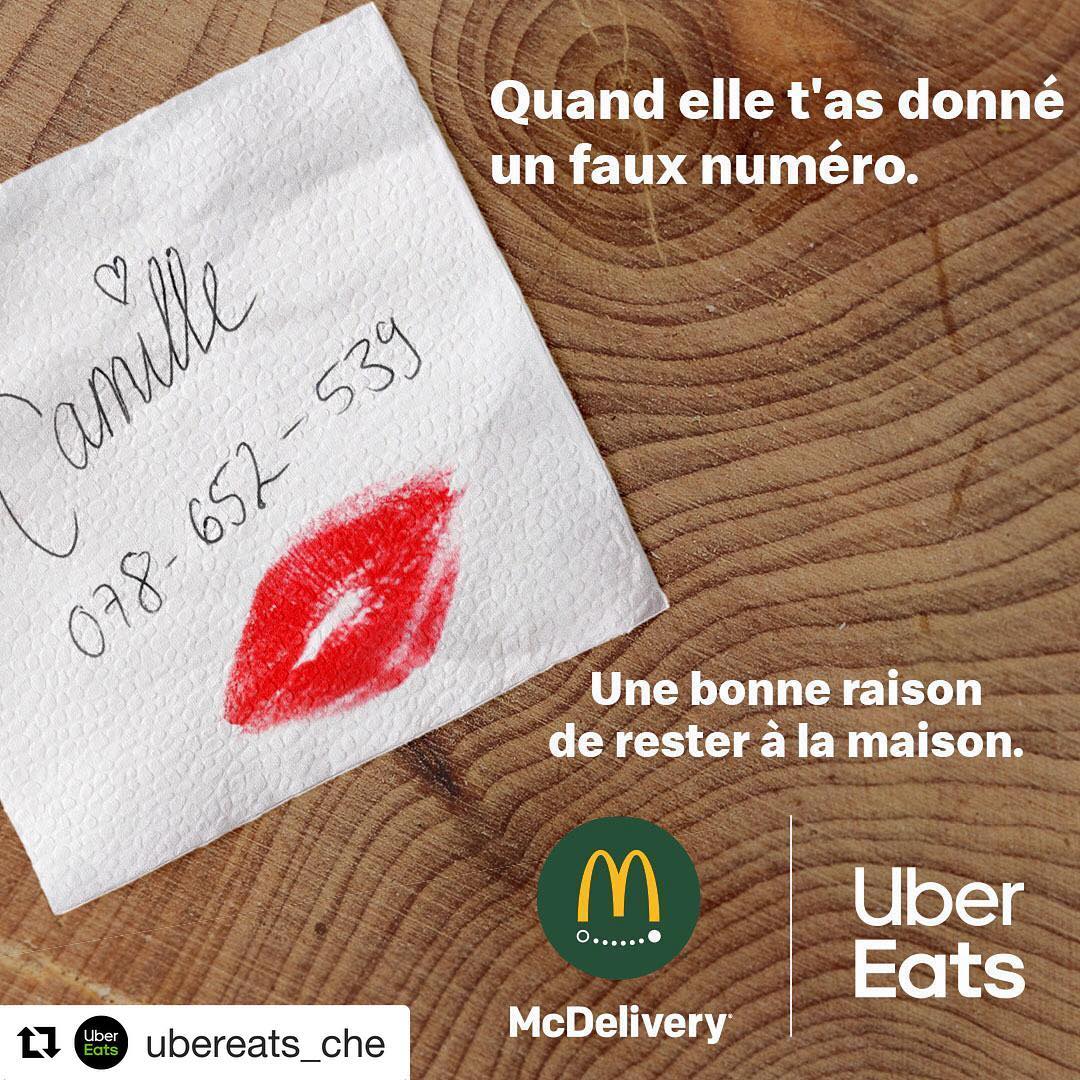 Quand elle t'as donné
un faux numéro.
Camille
078-652-539
Une bonne raison
de rester à la maison.
McDelivery
Uber
Eats
Uber
Eats
ubereats_che